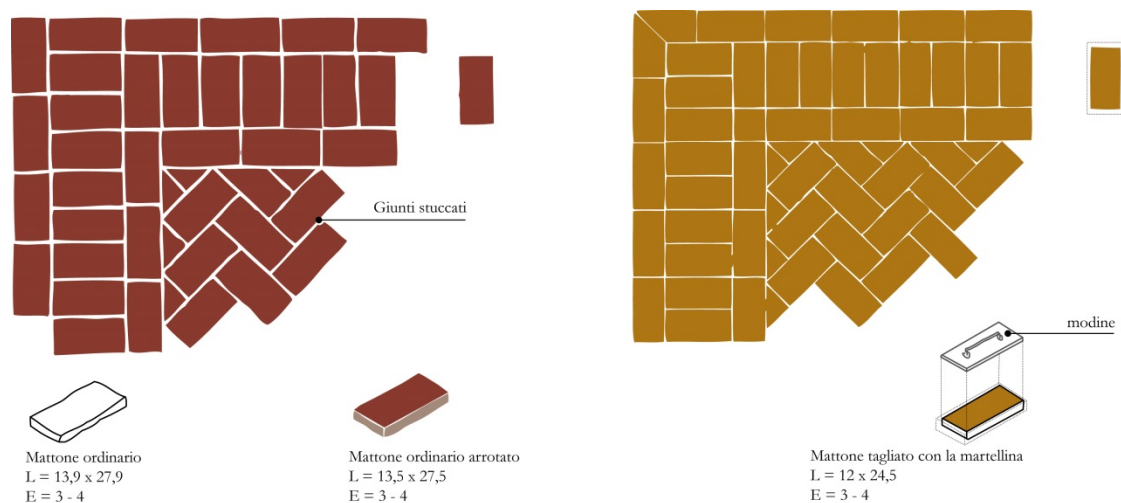 Giunti stuccati
modine
Mattone ordinario
L = 13,9 x 27,9
E = 3 - 4
Mattone ordinario arrotato
L = 13,5 x 27,5
E = 3 - 4
Mattone tagliato con la martellina
L = 12 x 24,5
E = 3 - 4